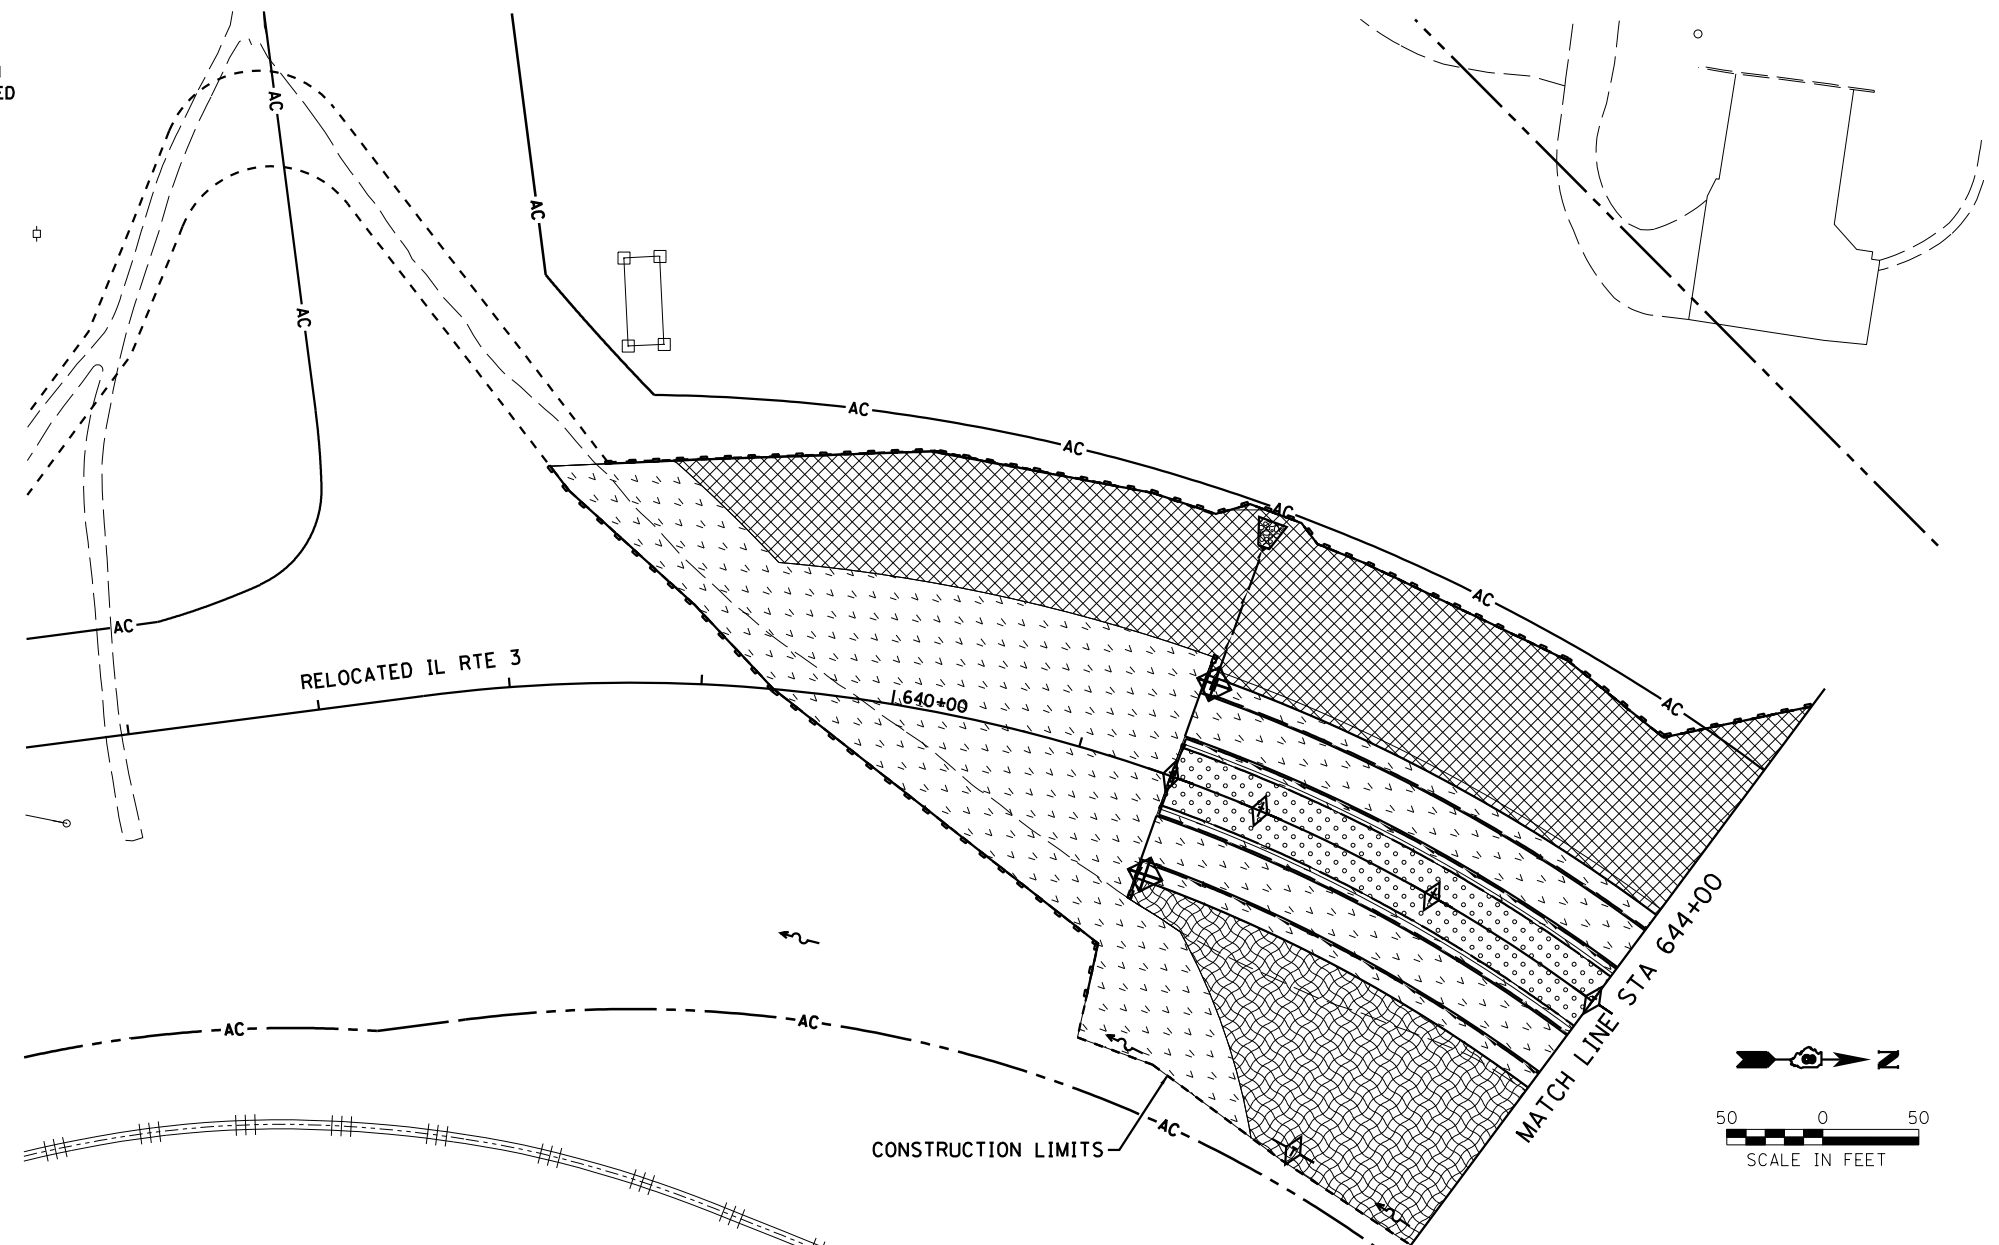 ED
AC
AC
AC
AC
AC
AC
AC
AC
AC
RELOCATED IL RTE 3
640+00
AC
AC
AC
CONSTRUCTION LIMITS
MATCH LINE STA 644+00
N
50 0 50
SCALE IN FEET